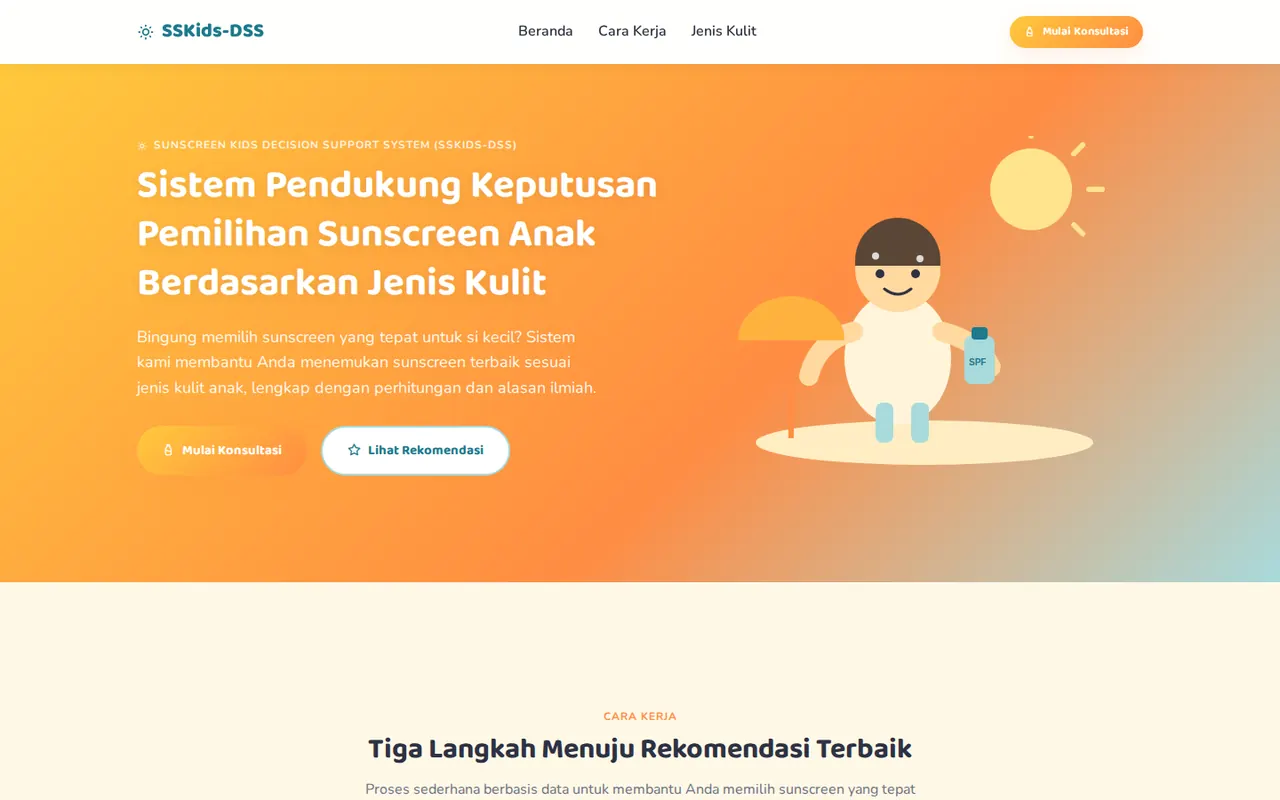 SSKids-DSS
Beranda
Cara Kerja
Jenis Kulit
Mulai Konsultasi
SUNSCREEN KIDS DECISION SUPPORT SYSTEM (SSKIDS-DSS)
Sistem Pendukung Keputusan
Pemilihan Sunscreen Anak
Berdasarkan Jenis Kulit
Bingung memilih sunscreen yang tepat untuk si kecil? Sistem
kami membantu Anda menemukan sunscreen terbaik sesuai
jenis kulit anak, lengkap dengan perhitungan dan alasan ilmiah.
Mulai Konsultasi
Lihat Rekomendasi
SPF
CARA KERJA
Tiga Langkah Menuju Rekomendasi Terbaik
Proses sederhana berbasis data untuk membantu Anda memilih sunscreen yang tepat